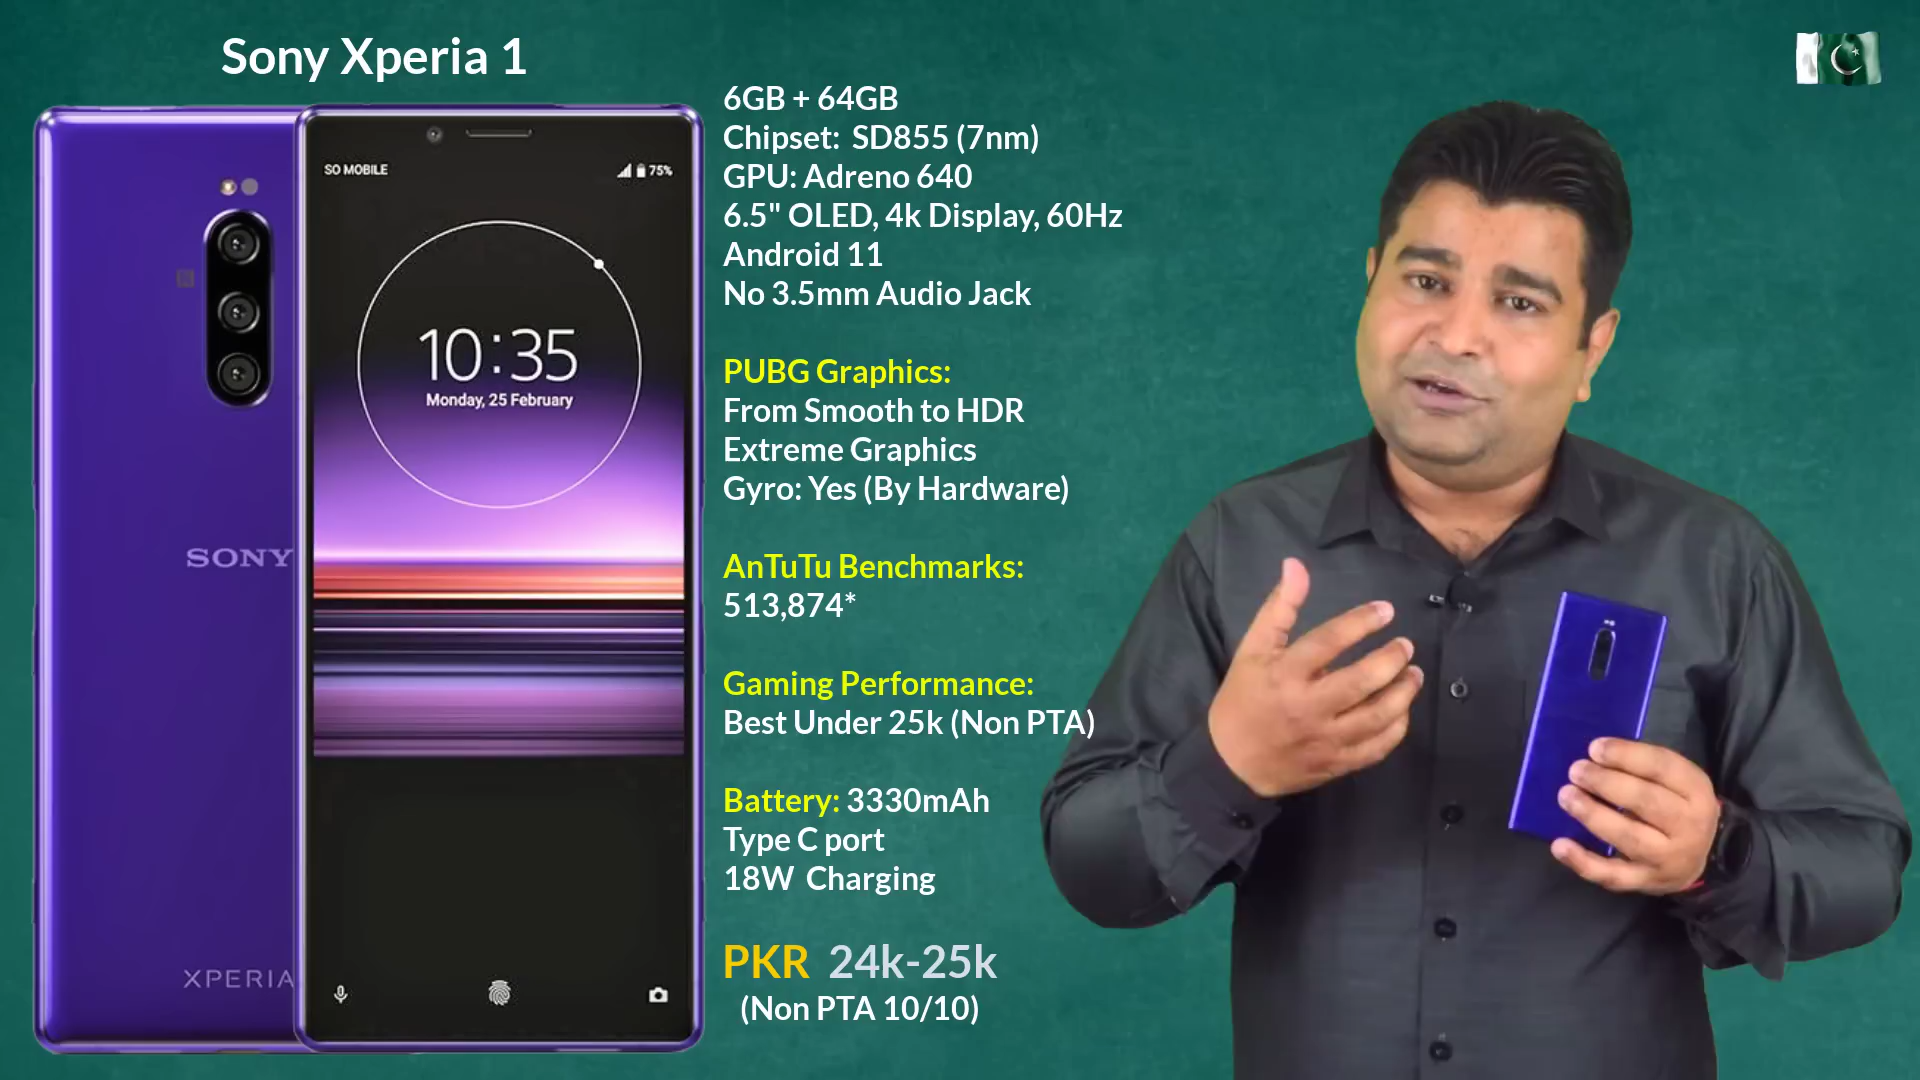 Sony Xperia 1
SO MOBILE
75%
10:35
Monday, 25 February
SONY
XPERIA
6GB + 64GB
Chipset: SD855 (7nm)
GPU: Adreno 640
6.5" OLED, 4k Display, 60Hz
Android 11
No 3.5mm Audio Jack
PUBG Graphics:
From Smooth to HDR
Extreme Graphics
Gyro: Yes (By Hardware)
AnTuTu Benchmarks:
513,874*
Gaming Performance:
Best Under 25k (Non PTA)
Battery: 3330mAh
Type C port
18W Charging
PKR 24k-25k
(Non PTA 10/10)